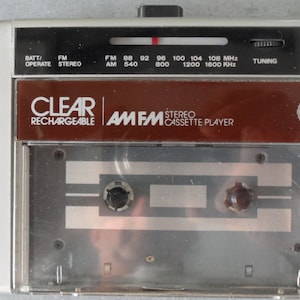 BATT/ FM FM 88 92 96 100 104 108 MHz
OPERATE STEREO AM 540 800 1200 1600 KHz TUNING
CLEAR AM/FM STEREO
RECHARGEABLE CASSETTE PLAYER